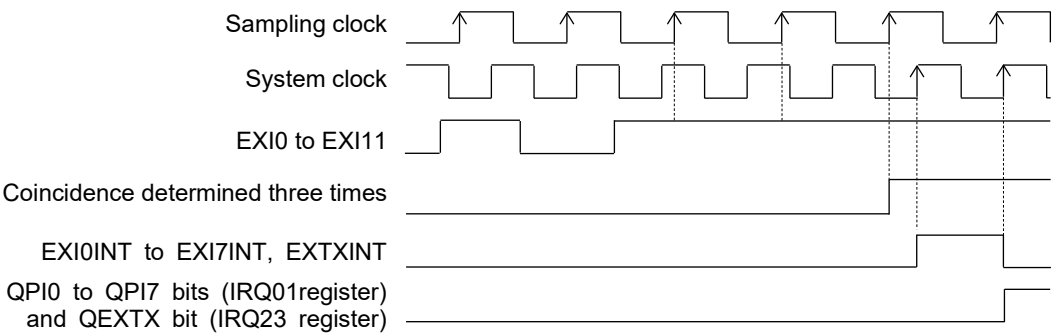 Sampling clock
System clock
EXI0 to EXI11
Coincidence determined three times
EXI0INT to EXI7INT, EXTXINT
QPI0 to QPI7 bits (IRQ01register)
and QEXTX bit (IRQ23 register)